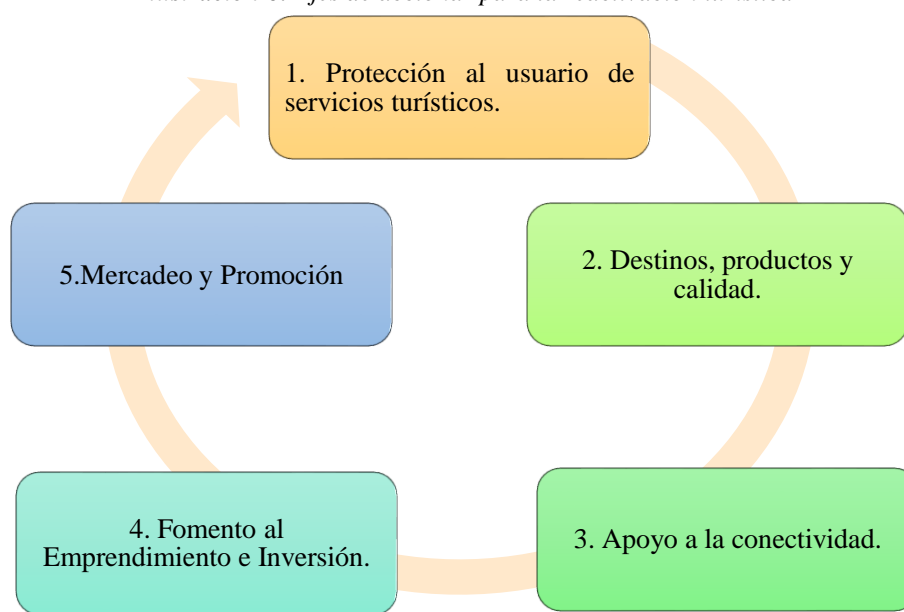 1. Protección al usuario de
servicios turísticos.
5.Mercadeo y Promoción
2. Destinos, productos y
calidad.
4. Fomento al
Emprendimiento e Inversión.
3. Apoyo a la conectividad.